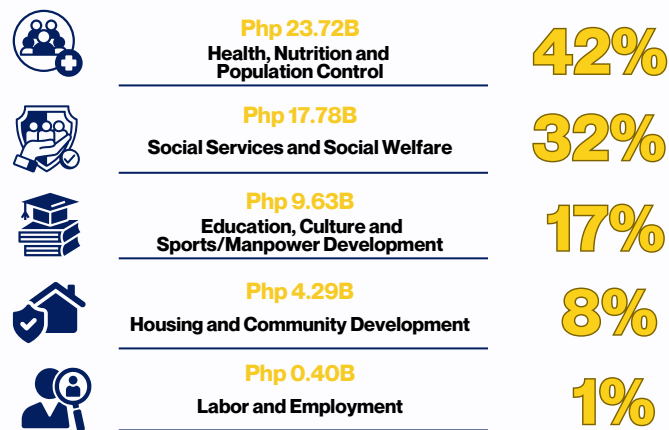 Php 23.72B
Health, Nutrition and
Population Control
42%
Php 17.78B
Social Services and Social Welfare
32%
Php 9.63B
Education, Culture and
Sports/Manpower Development
17%
Php 4.29B
Housing and Community Development
8%
Php 0.40B
Labor and Employment
1%